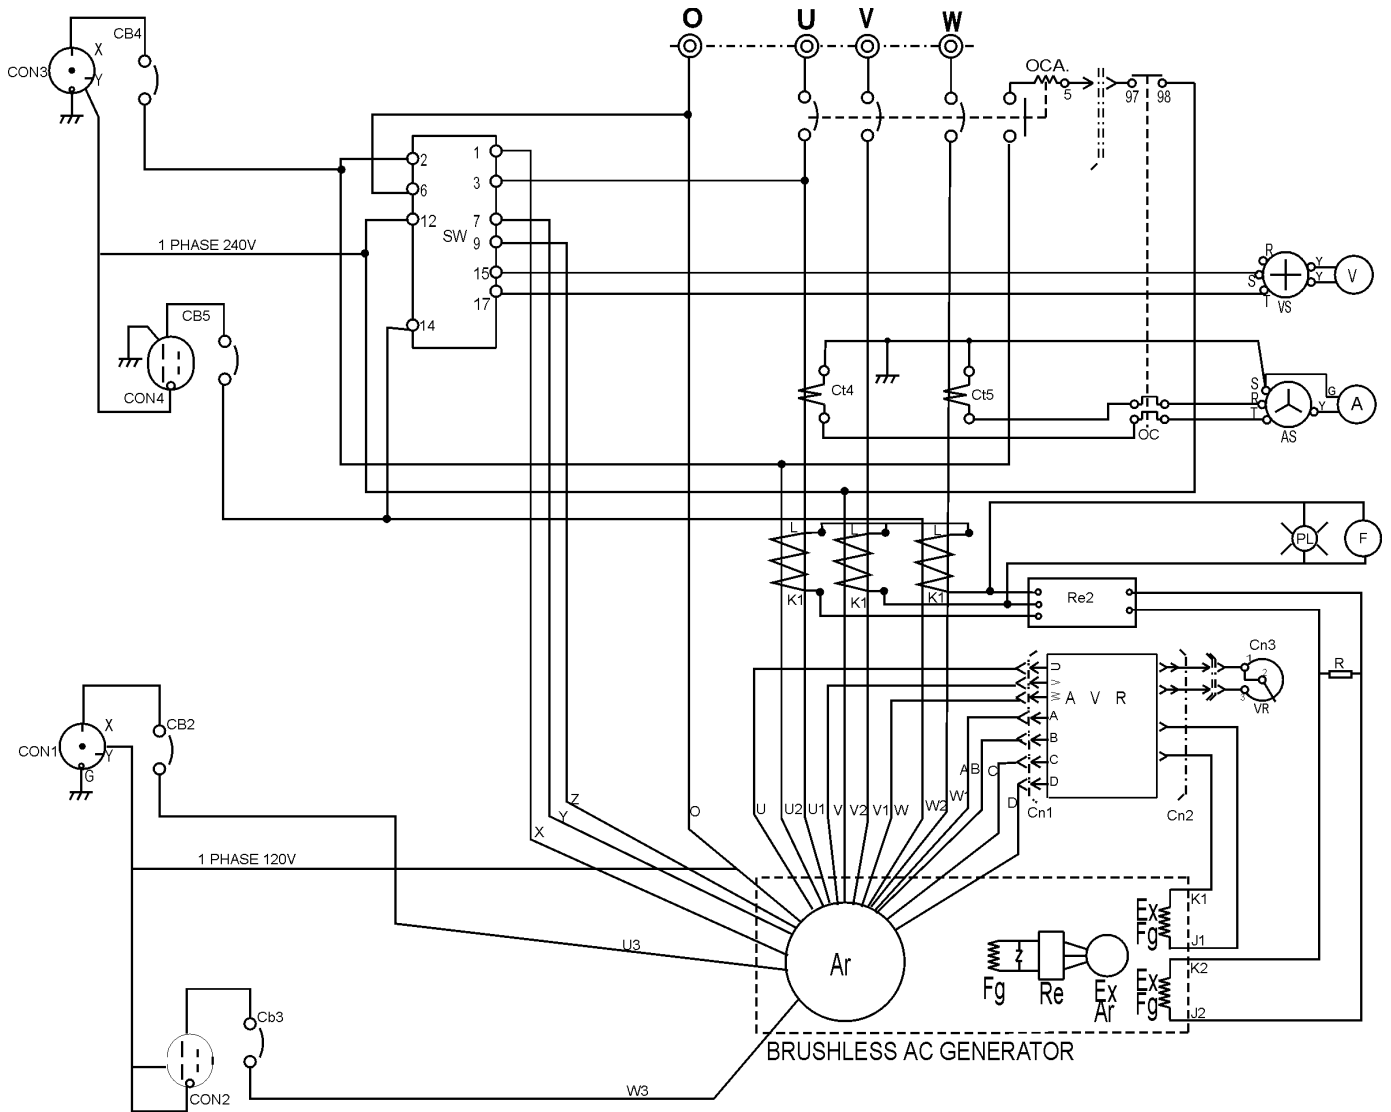 O U V W
CB4
X
Y
CON3
OCA.
5
97
98
2
6
12
14
SW
1
3
7
9
15
17
1 PHASE 240V
CB5
CON4
R
S
T
VS
Y
Y
V
Ct4
Ct5
OC
S
R
T
AS
G
Y
A
L
L
L
K1
K1
K1
PL
F
Re2
Cn3
1
2
3
VR
R
U
V
W
A
B
C
D
A V R
Cn1
Cn2
CB2
X
Y
CON1
G
1 PHASE 120V
X
Y
Z
O
U
U2
U1
V
V2
V1
W
W2
W1
A
B
C
D
U3
Cb3
CON2
W3
Ar
Fg
Z
Re
Ex
Ar
Ex
Fg
K1
J1
K2
Ex
Fg
J2
BRUSHLESS AC GENERATOR